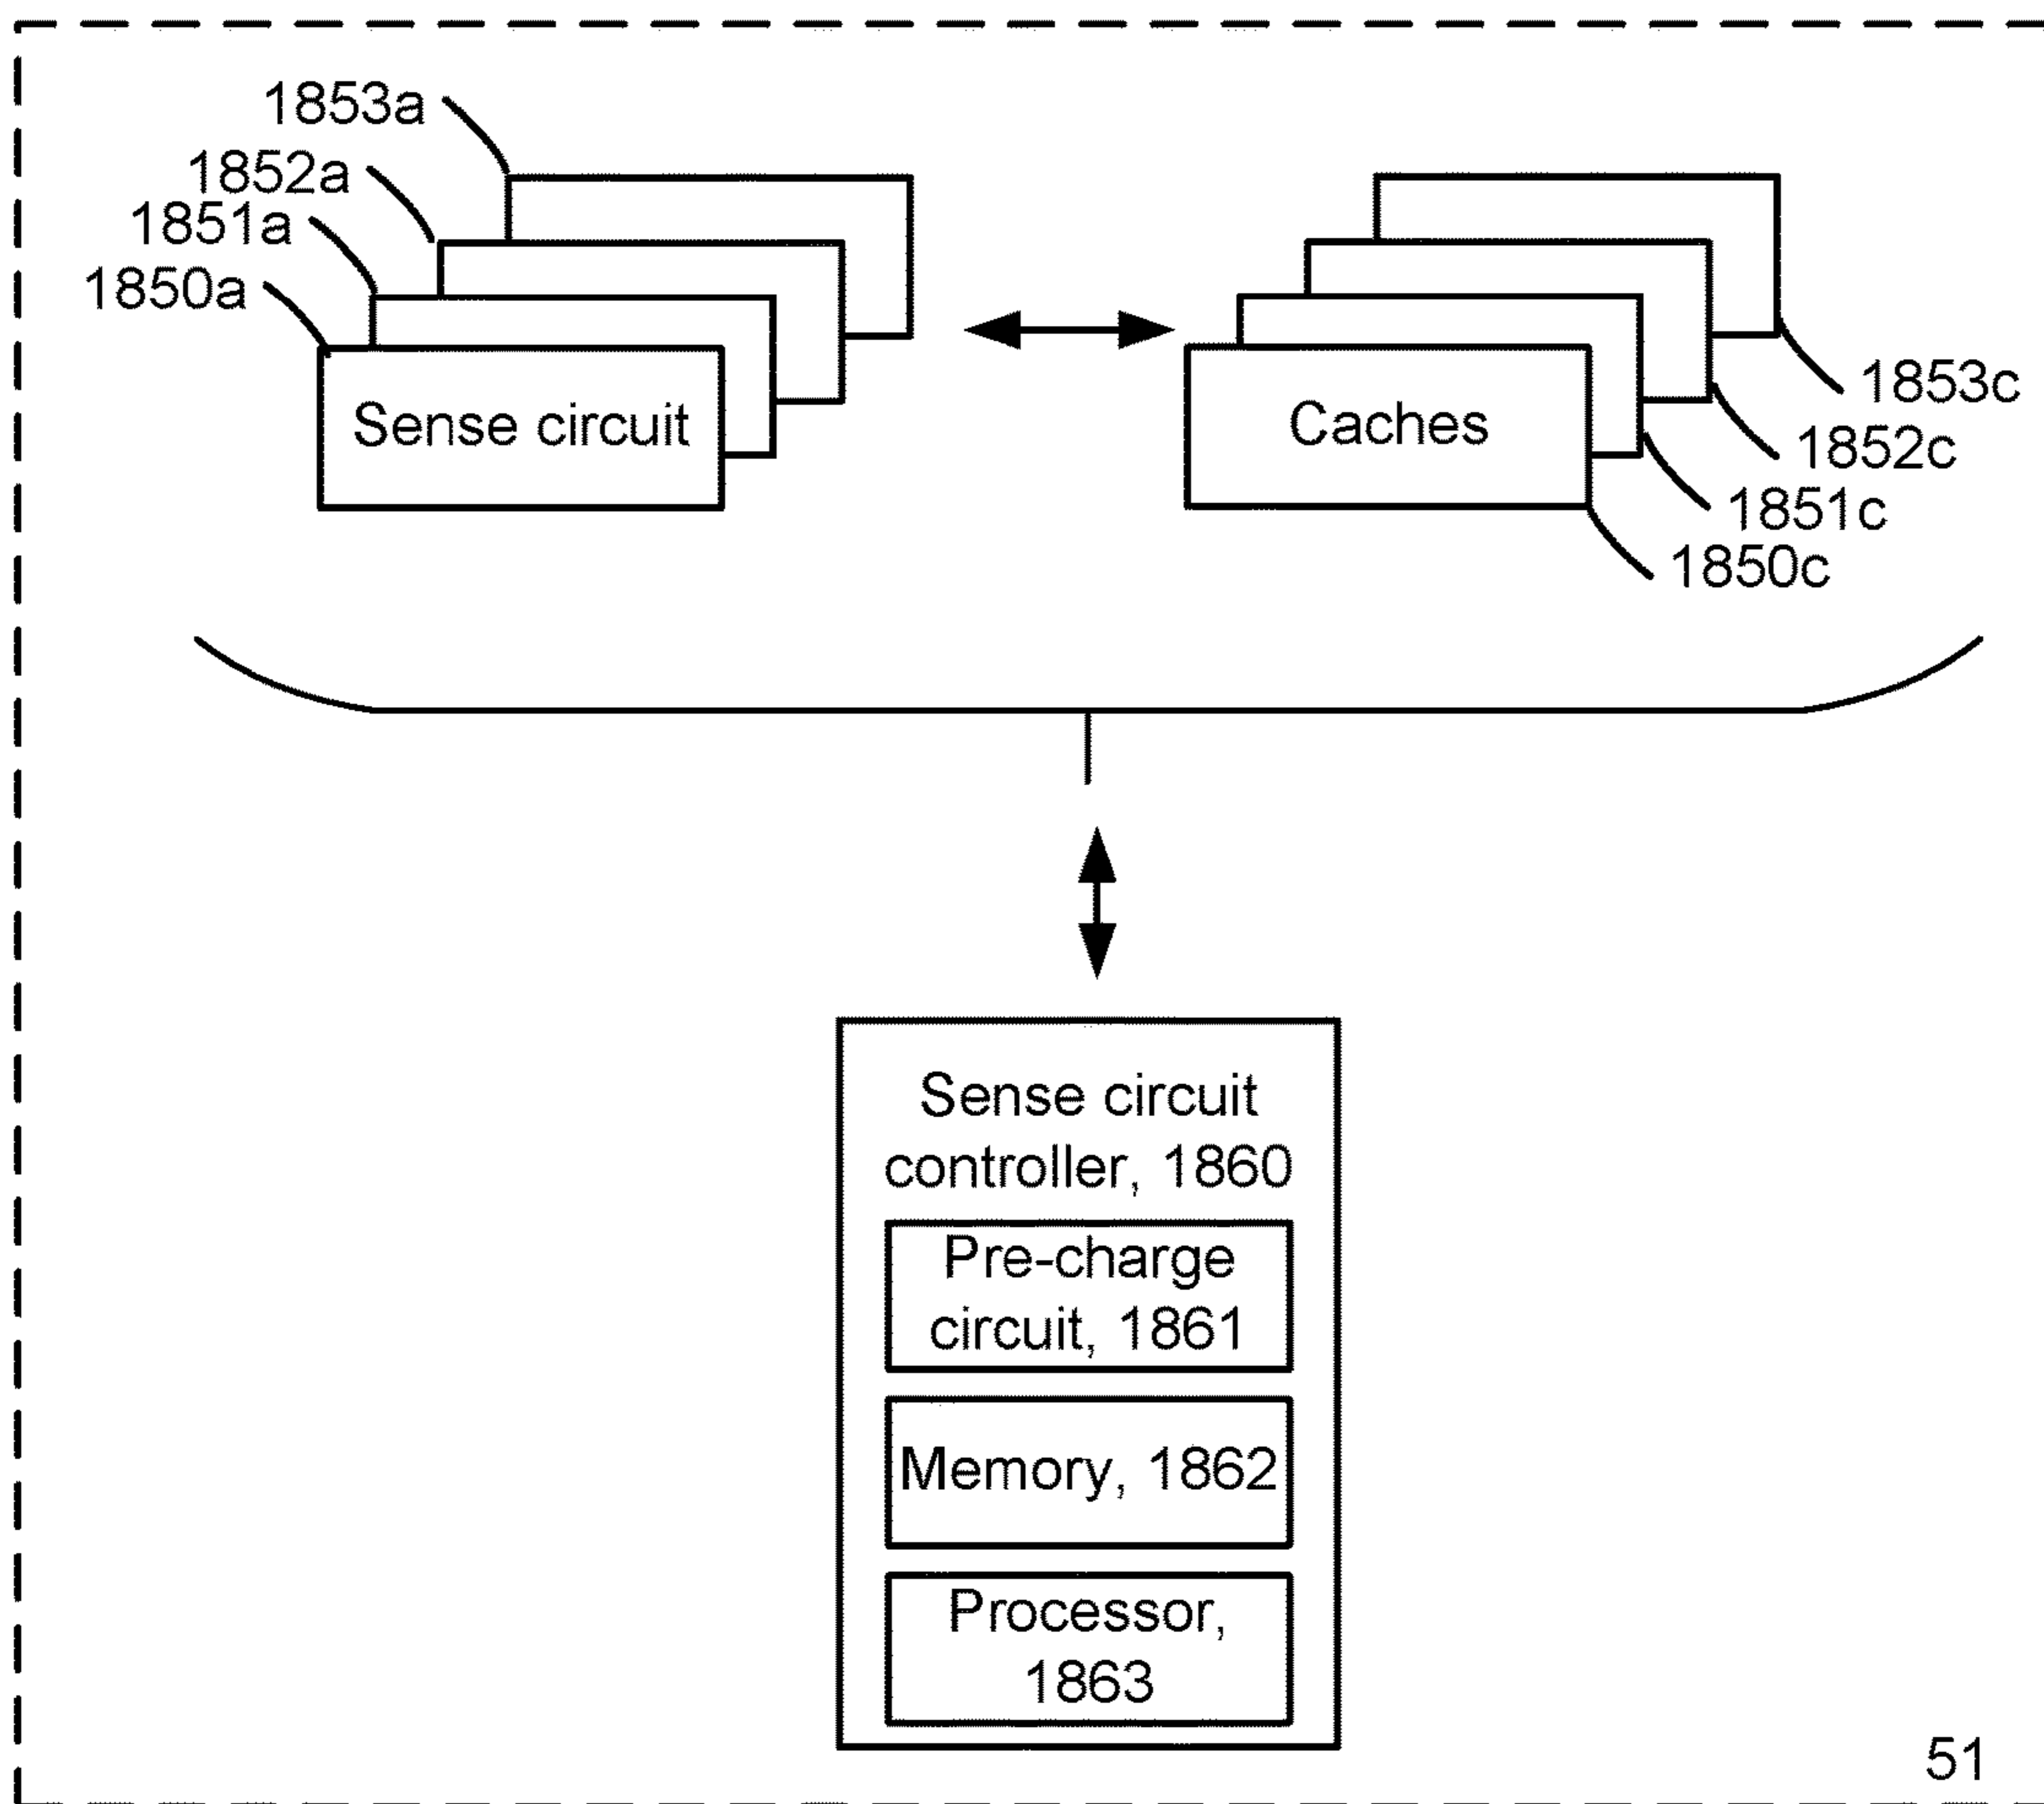 1853a
1852a
1851a
1850a
Sense circuit
Caches
1853c
1852c
1851c
1850c
Sense circuit
controller, 1860
Pre-charge
circuit, 1861
Memory, 1862
Processor,
1863
51